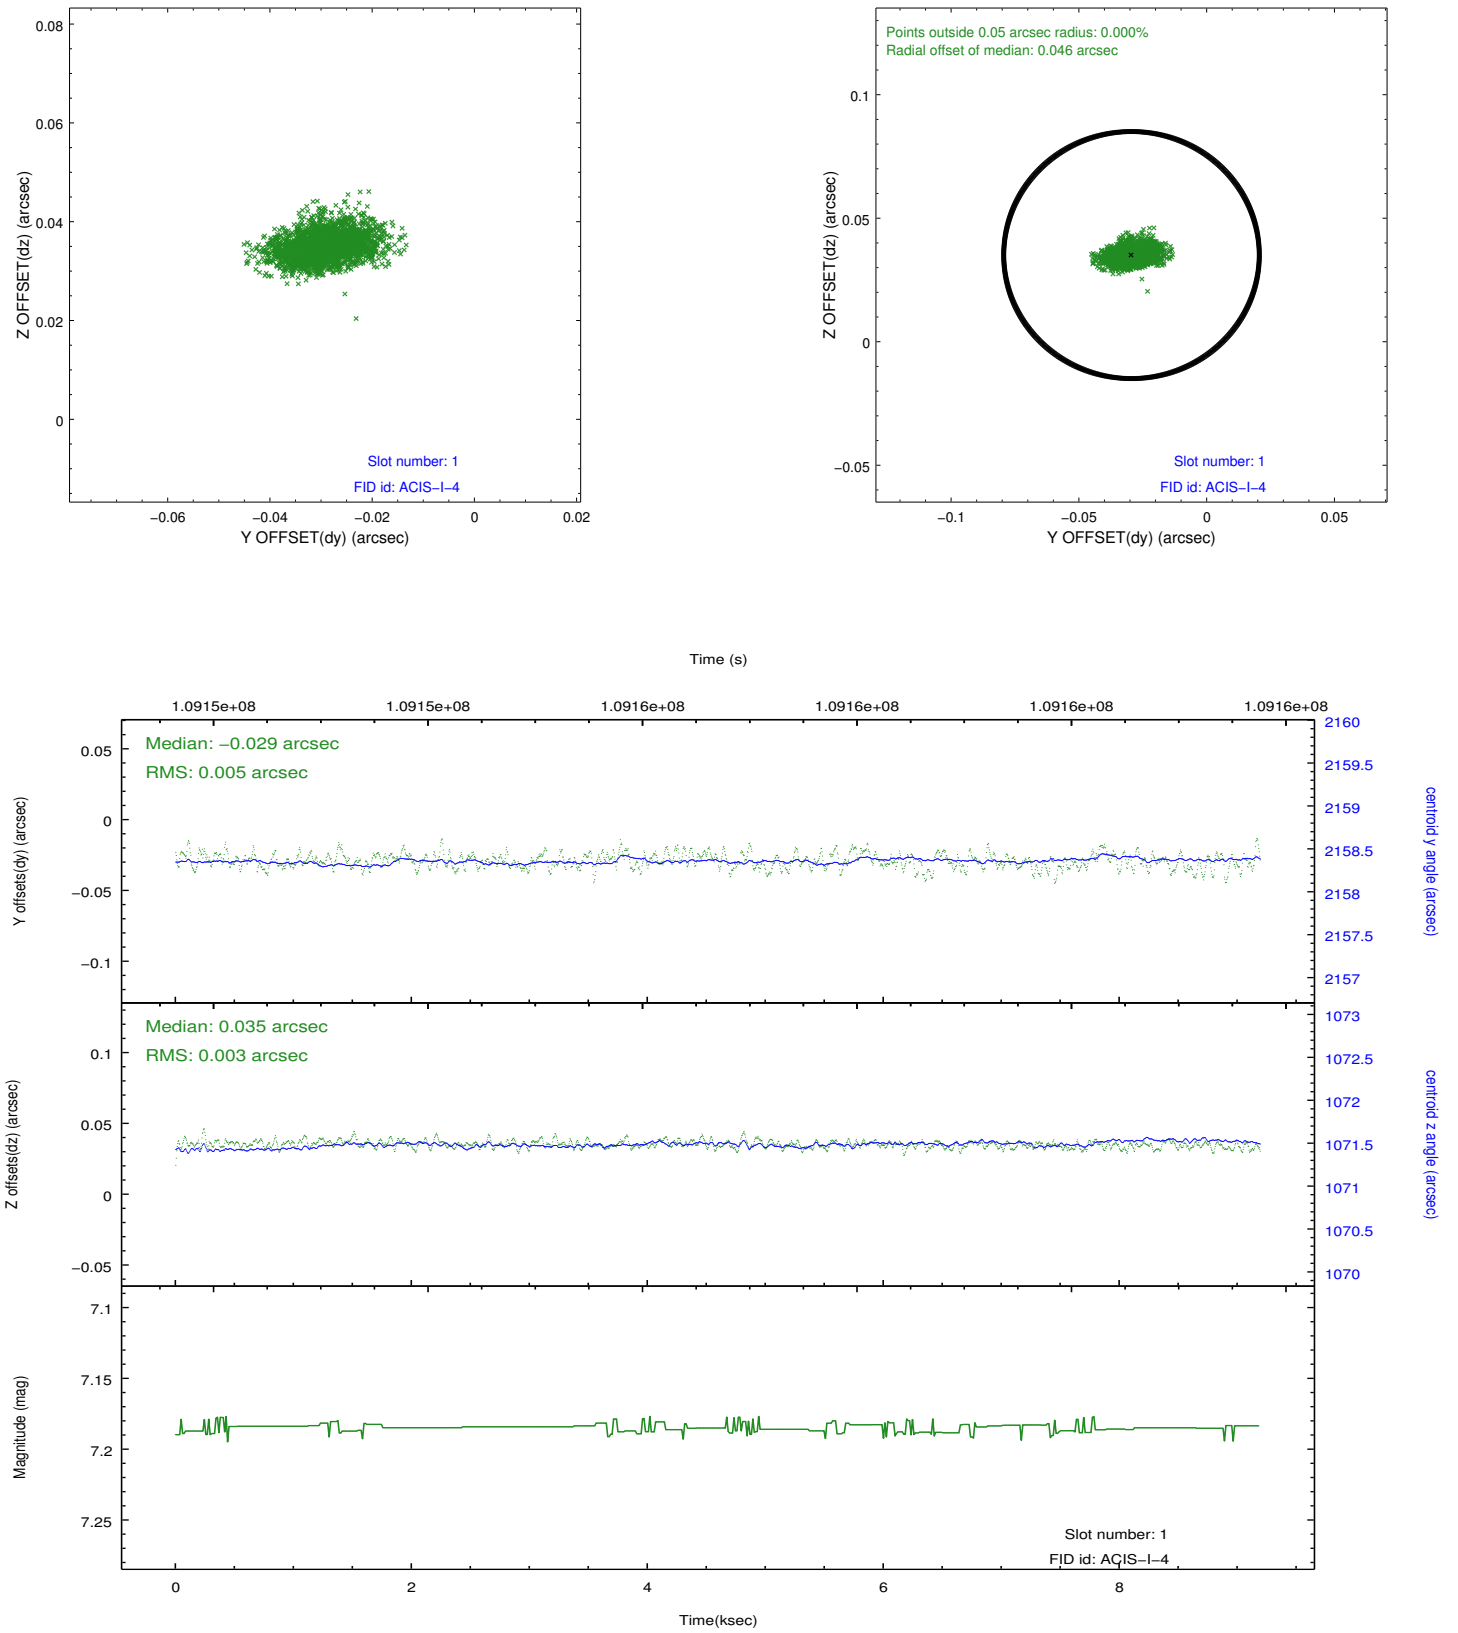 0.08
0.06
0.04
0.02
0
Z OFFSET(dz) (arcsec)
Slot number: 1
FID id: ACIS−I−4
−0.06 −0.04 −0.02 0 0.02
Y OFFSET(dy) (arcsec)
Points outside 0.05 arcsec radius: 0.000%
Radial offset of median: 0.046 arcsec
0.1
0.05
0
−0.05
Z OFFSET(dz) (arcsec)
Slot number: 1
FID id: ACIS−I−4
−0.1 −0.05 0 0.05
Y OFFSET(dy) (arcsec)
Time (s)
1.0915e+08 1.0915e+08 1.0916e+08 1.0916e+08 1.0916e+08 1.0916e+08
Median: −0.029 arcsec
RMS: 0.005 arcsec
0.05
0
−0.05
−0.1
Y offsets(dy) (arcsec)
2160
2159.5
2159
2158.5
2158
2157.5
2157
centroid y angle (arcsec)
Median: 0.035 arcsec
RMS: 0.003 arcsec
0.1
0.05
0
−0.05
Z offsets(dz) (arcsec)
1073
1072.5
1072
1071.5
1071
1070.5
1070
centroid z angle (arcsec)
7.1
7.15
7.2
7.25
Magnitude (mag)
Slot number: 1
FID id: ACIS−I−4
0 2 4 6 8
Time(ksec)